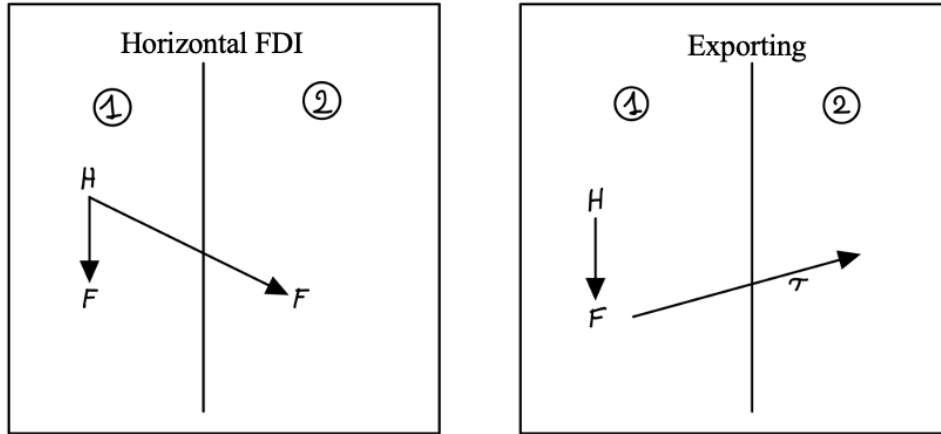 Horizontal FDI
① ②
H
F F
Exporting
① ②
H
F τ